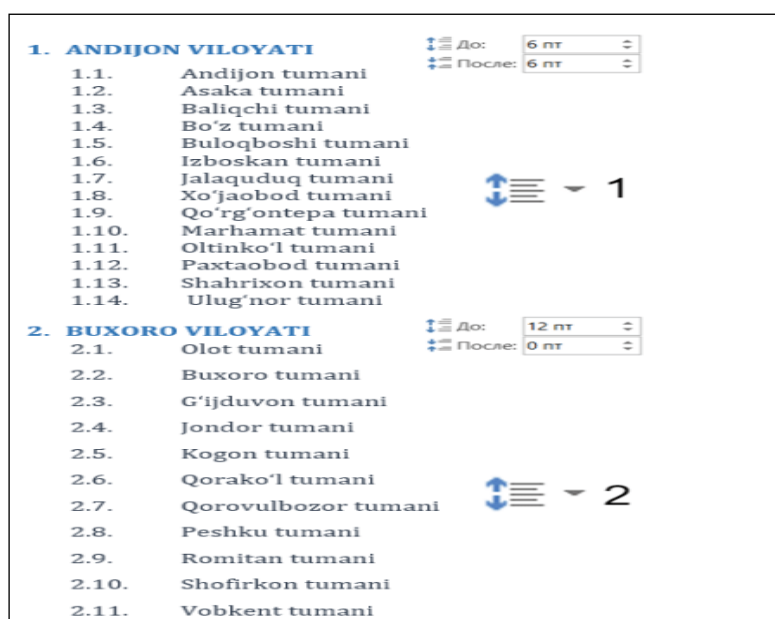 1. ANDIJON VILOYATI До: 6 пт
После: 6 пт
1.1. Andijon tumani
1.2. Asaka tumani
1.3. Baliqchi tumani
1.4. Bo‘z tumani
1.5. Buloqboshi tumani
1.6. Izboskan tumani
1.7. Jalaquduq tumani
1.8. Xo‘jaobod tumani
1
1.9. Qo‘rg‘ontepa tumani
1.10. Marhamat tumani
1.11. Oltinko‘l tumani
1.12. Paxtaobod tumani
1.13. Shahrixon tumani
1.14. Ulug‘nor tumani
2. BUXORO VILOYATI До: 12 пт
После: 0 пт
2.1. Olot tumani
2.2. Buxoro tumani
2.3. G‘ijduvon tumani
2.4. Jondor tumani
2.5. Kogon tumani
2.6. Qorako‘l tumani
2
2.7. Qorovulbozor tumani
2.8. Peshku tumani
2.9. Romitan tumani
2.10. Shofirkon tumani
2.11. Vobkent tumani